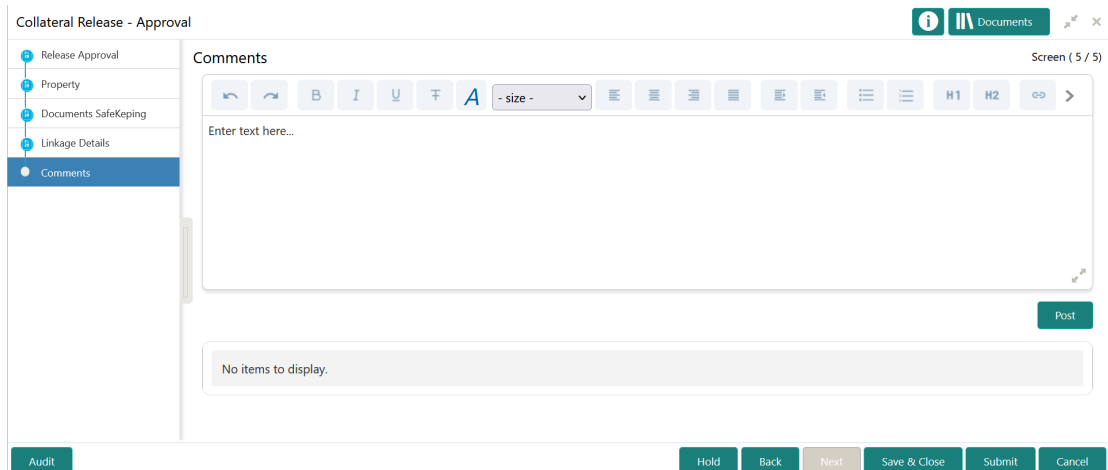 Collateral Release - Approval
Documents
Release Approval
Property
Documents SafeKeping
Linkage Details
Comments
Comments
Screen ( 5 / 5)
B I U T A - size - H1 H2
Enter text here...
Post
No items to display.
Audit
Hold
Back
Next
Save & Close
Submit
Cancel